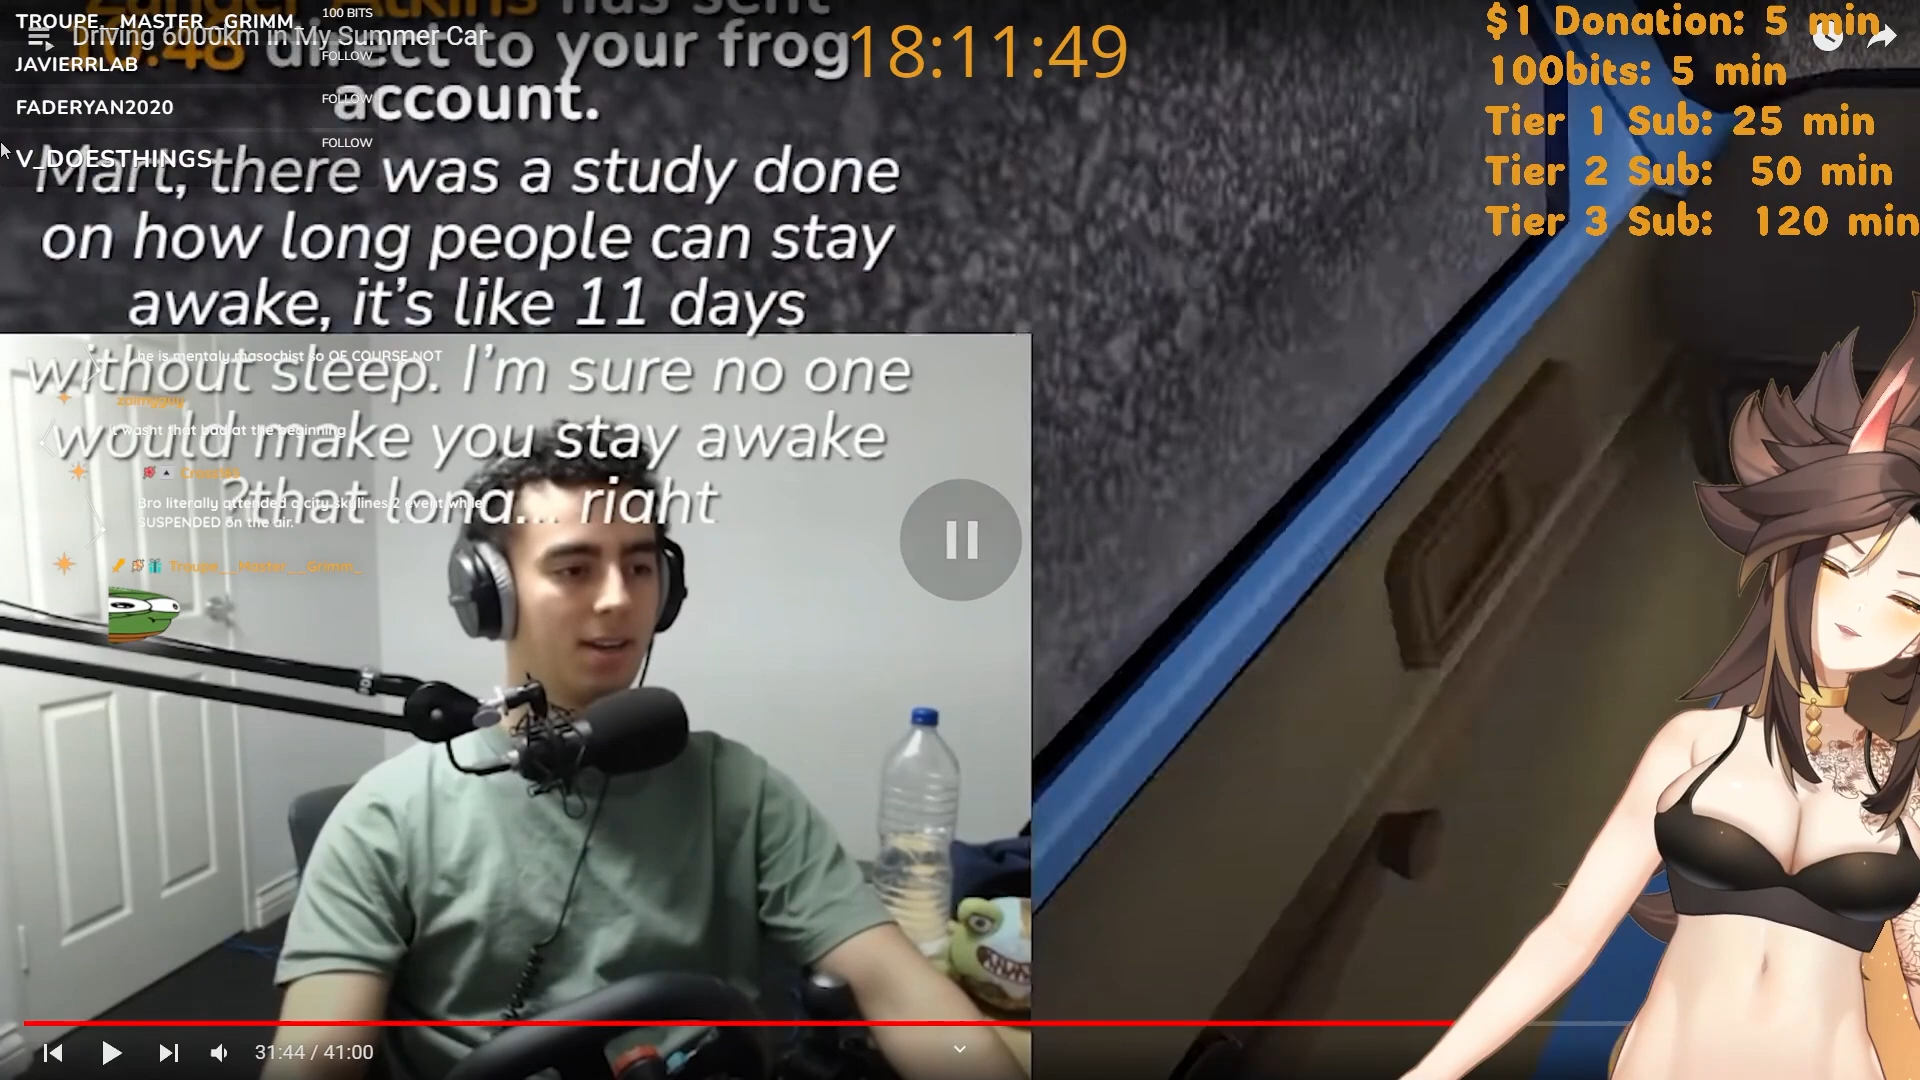 TROUPE__MASTER__GRIMM_
100 BITS
Driving 6000km in My Summer Car
JAVIERRLAB
FOLLOW
FADERYAN2020
FOLLOW
V_DOESTHINGS
FOLLOW
has sent
direct to your frog
account.
18:11:49
$1 Donation: 5 min
100bits: 5 min
Tier 1 Sub: 25 min
Tier 2 Sub: 50 min
Tier 3 Sub: 120 min
Mart, there was a study done
on how long people can stay
awake, it's like 11 days
without sleep. I'm sure no one
would make you stay awake
?that long... right
he is mentaly masochist so OF COURSE NOT
it wasnt that bad at the beginning
Bro literally attended a city skylines 2 event while
SUSPENDED on the air.
Troupe__Master__Grimm_
31:44 / 41:00